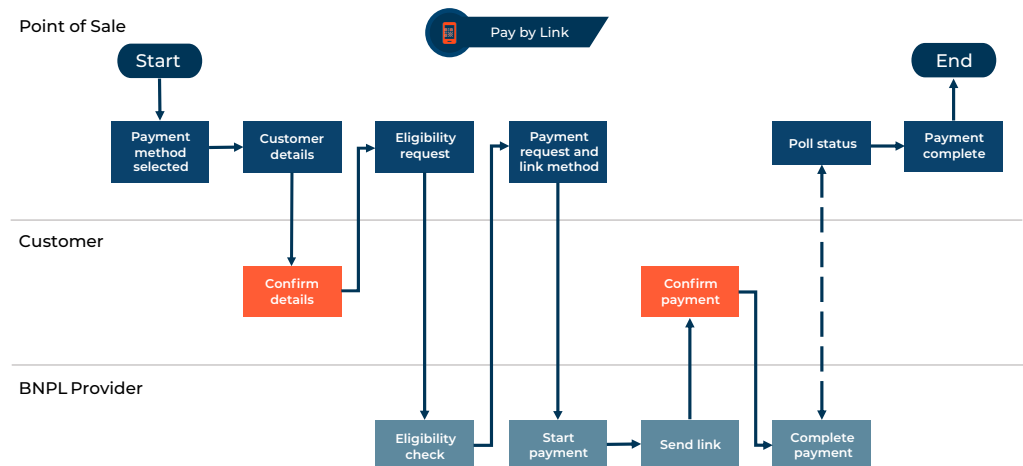 Point of Sale
Pay by Link
Start
End
Payment
method
selected
Customer
details
Eligibility
request
Payment
request and
link method
Poll status
Payment
complete
Customer
Confirm
details
Confirm
payment
BNPL Provider
Eligibility
check
Start
payment
Send link
Complete
payment